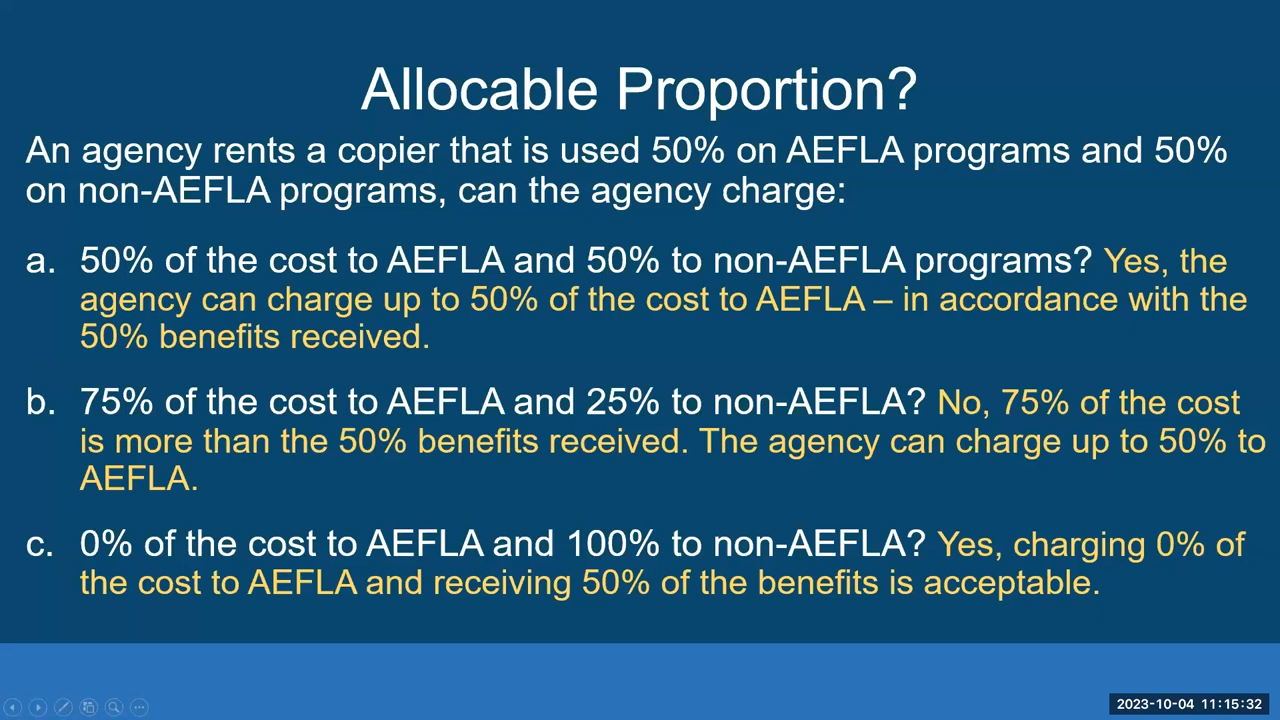 Allocable Proportion?
An agency rents a copier that is used 50% on AEFLA programs and 50%
on non-AEFLA programs, can the agency charge:
a. 50% of the cost to AEFLA and 50% to non-AEFLA programs? Yes, the
agency can charge up to 50% of the cost to AEFLA – in accordance with the
50% benefits received.
b. 75% of the cost to AEFLA and 25% to non-AEFLA? No, 75% of the cost
is more than the 50% benefits received. The agency can charge up to 50% to
AEFLA.
c. 0% of the cost to AEFLA and 100% to non-AEFLA? Yes, charging 0% of
the cost to AEFLA and receiving 50% of the benefits is acceptable.
2023-10-04 11:15:32